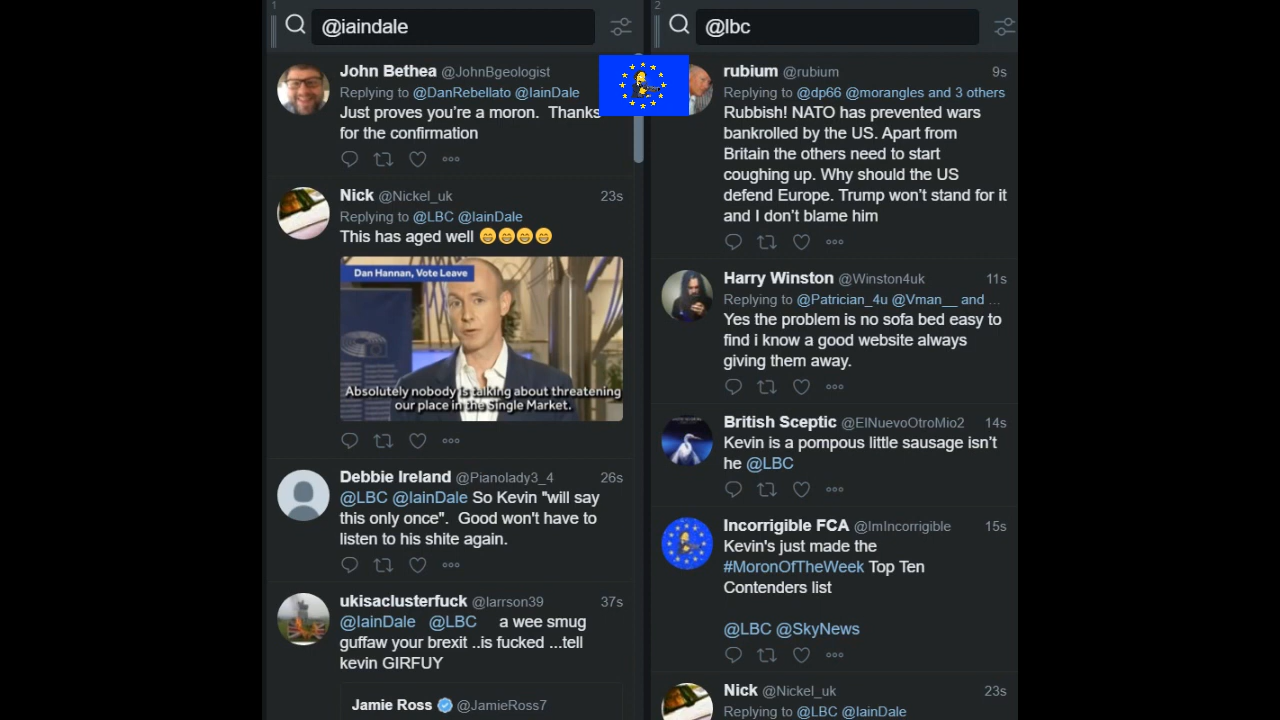 1
@iaindale
John Bethea @JohnBgeologist
Replying to @DanRebellato @IainDale
Just proves you're a moron. Thanks
for the confirmation
Nick @Nickel_uk 23s
Replying to @LBC @IainDale
This has aged well 😁😁😁😁
Dan Hannan, Vote Leave
Absolutely nobody is talking about threatening
our place in the Single Market.
Debbie Ireland @Pianolady3_4 26s
@LBC @IainDale So Kevin "will say
this only once". Good won't have to
listen to his shite again.
ukisaclusterfuck @larrson39 37s
@IainDale @LBC a wee smug
guffaw your brexit ..is fucked ...tell
kevin GIRFUY
Jamie Ross @JamieRoss7
2
@lbc
rubium @rubium 9s
Replying to @dp66 @morangles and 3 others
Rubbish! NATO has prevented wars
bankrolled by the US. Apart from
Britain the others need to start
coughing up. Why should the US
defend Europe. Trump won't stand for it
and I don't blame him
Harry Winston @Winston4uk 11s
Replying to @Patrician_4u @Vman__ and ...
Yes the problem is no sofa bed easy to
find i know a good website always
giving them away.
British Sceptic @ElNuevoOtroMio2 14s
Kevin is a pompous little sausage isn't
he @LBC
Incorrigible FCA @ImIncorrigible 15s
Kevin's just made the
#MoronOfTheWeek Top Ten
Contenders list
@LBC @SkyNews
Nick @Nickel_uk 23s
Replying to @LBC @IainDale